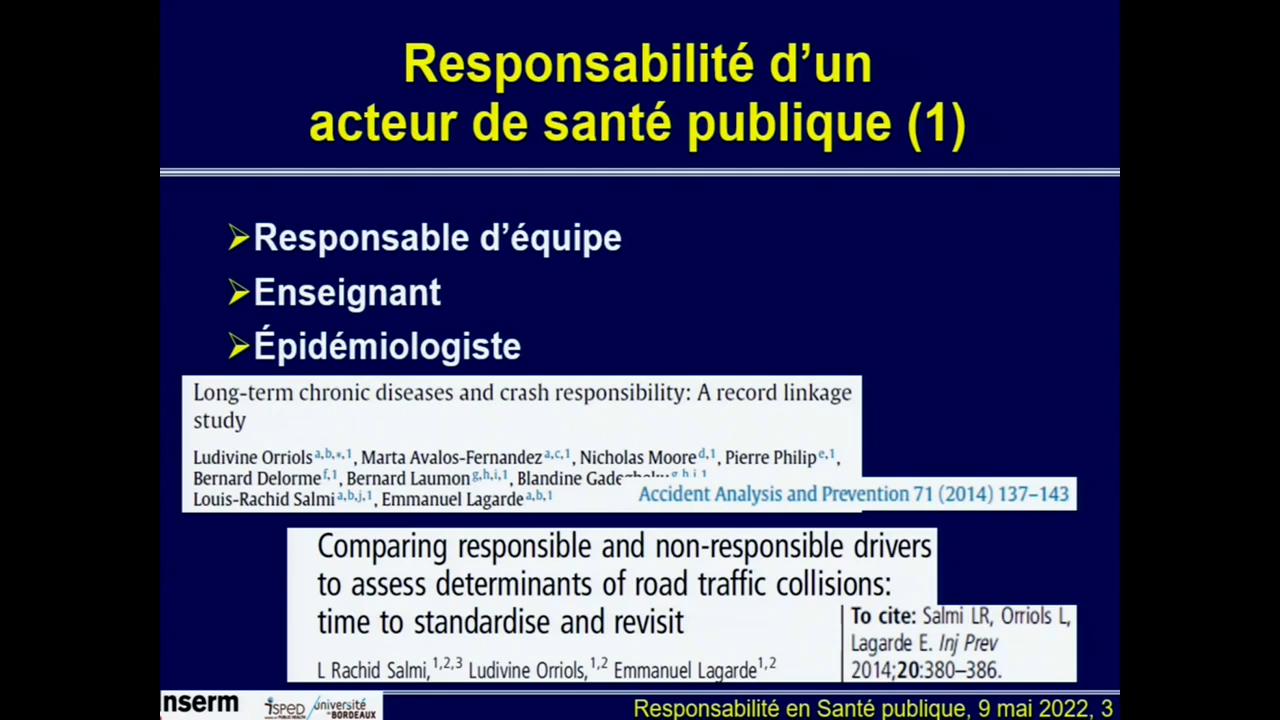 Responsabilité d’un
acteur de santé publique (1)
Responsable d’équipe
Enseignant
Épidémiologiste
Long-term chronic diseases and crash responsibility: A record linkage
study
Ludivine Orriols a,b,*,1, Marta Avalos-Fernandez a,c,1, Nicholas Moore d,1, Pierre Philip e,1,
Bernard Delorme f,1, Bernard Laumon g,h,i,1, Blandine
Louis-Rachid Salmi a,b,j,1, Emmanuel Lagarde a,b,1
Accident Analysis and Prevention 71 (2014) 137–143
Comparing responsible and non-responsible drivers
to assess determinants of road traffic collisions:
time to standardise and revisit
L Rachid Salmi,1,2,3 Ludivine Orriols,1,2 Emmanuel Lagarde1,2
To cite: Salmi LR, Orriols L,
Lagarde E. Inj Prev
2014;20:380–386.
Inserm
isped
université
de BORDEAUX
Responsabilité en Santé publique, 9 mai 2022, 3